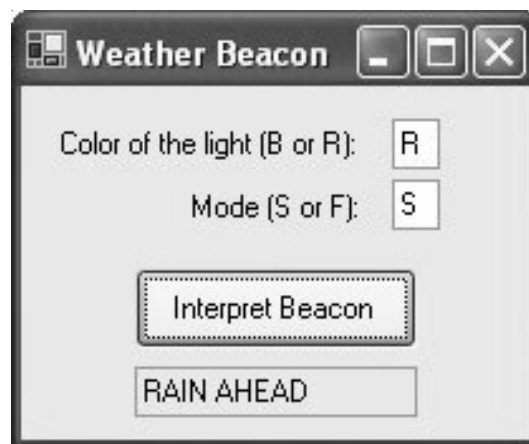 Weather Beacon
Color of the light (B or R): R
Mode (S or F): S
Interpret Beacon
RAIN AHEAD